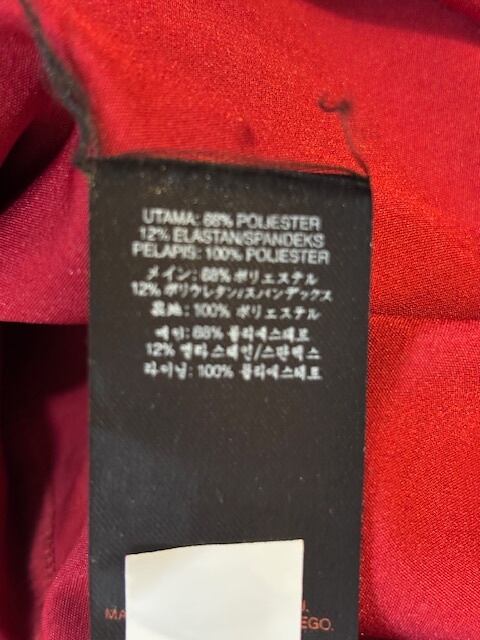 UTAMA: 88% POLIESTER
12% ELASTAN/SPANDEKS
PELAPIS: 100% POLIESTER
メイン: 88% ポリエステル
12% ポリウレタン/スパンデックス
裏地: 100% ポリエステル
메인: 88% 폴리에스테르
12% 엘라스테인/스판덱스
라이닝: 100% 폴리에스테르